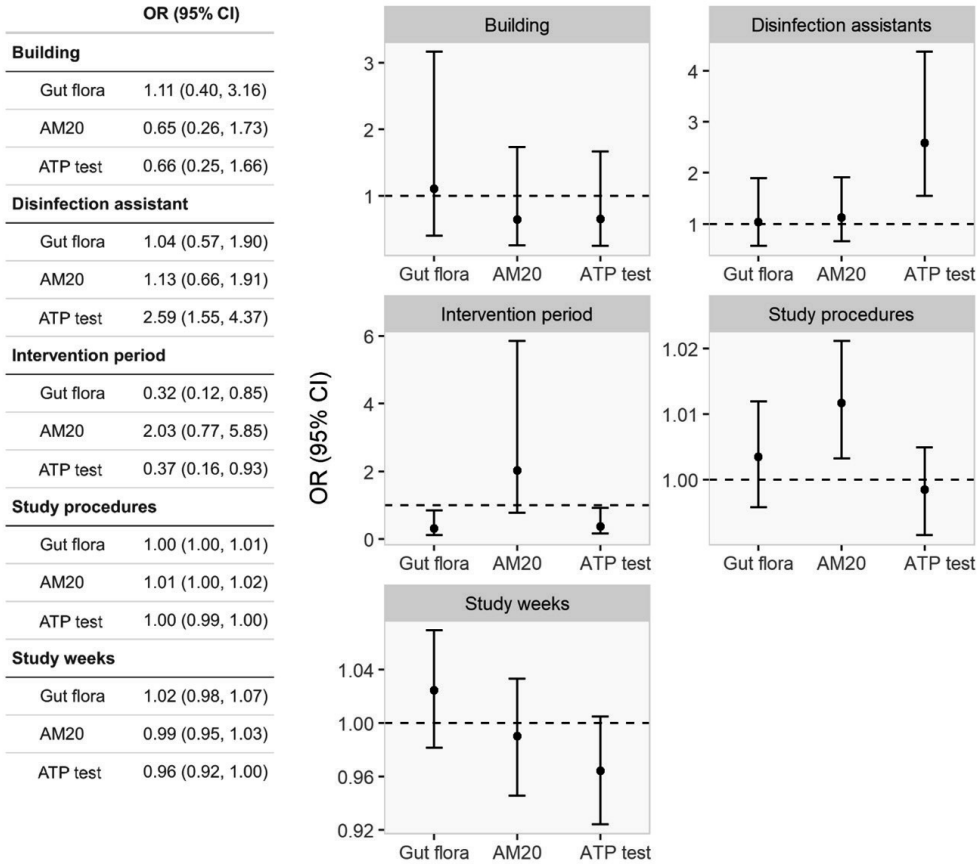 OR (95% CI)
Building
Gut flora 1.11 (0.40, 3.16)
AM20 0.65 (0.26, 1.73)
ATP test 0.66 (0.25, 1.66)
Disinfection assistant
Gut flora 1.04 (0.57, 1.90)
AM20 1.13 (0.66, 1.91)
ATP test 2.59 (1.55, 4.37)
Intervention period
Gut flora 0.32 (0.12, 0.85)
AM20 2.03 (0.77, 5.85)
ATP test 0.37 (0.16, 0.93)
Study procedures
Gut flora 1.00 (1.00, 1.01)
AM20 1.01 (1.00, 1.02)
ATP test 1.00 (0.99, 1.00)
Study weeks
Gut flora 1.02 (0.98, 1.07)
AM20 0.99 (0.95, 1.03)
ATP test 0.96 (0.92, 1.00)
OR (95% CI)
Building
3
2
1
Gut flora AM20 ATP test
Disinfection assistants
4
3
2
1
Gut flora AM20 ATP test
Intervention period
6
4
2
0
Gut flora AM20 ATP test
Study procedures
1.02
1.01
1.00
Gut flora AM20 ATP test
Study weeks
1.04
1.00
0.96
0.92
Gut flora AM20 ATP test